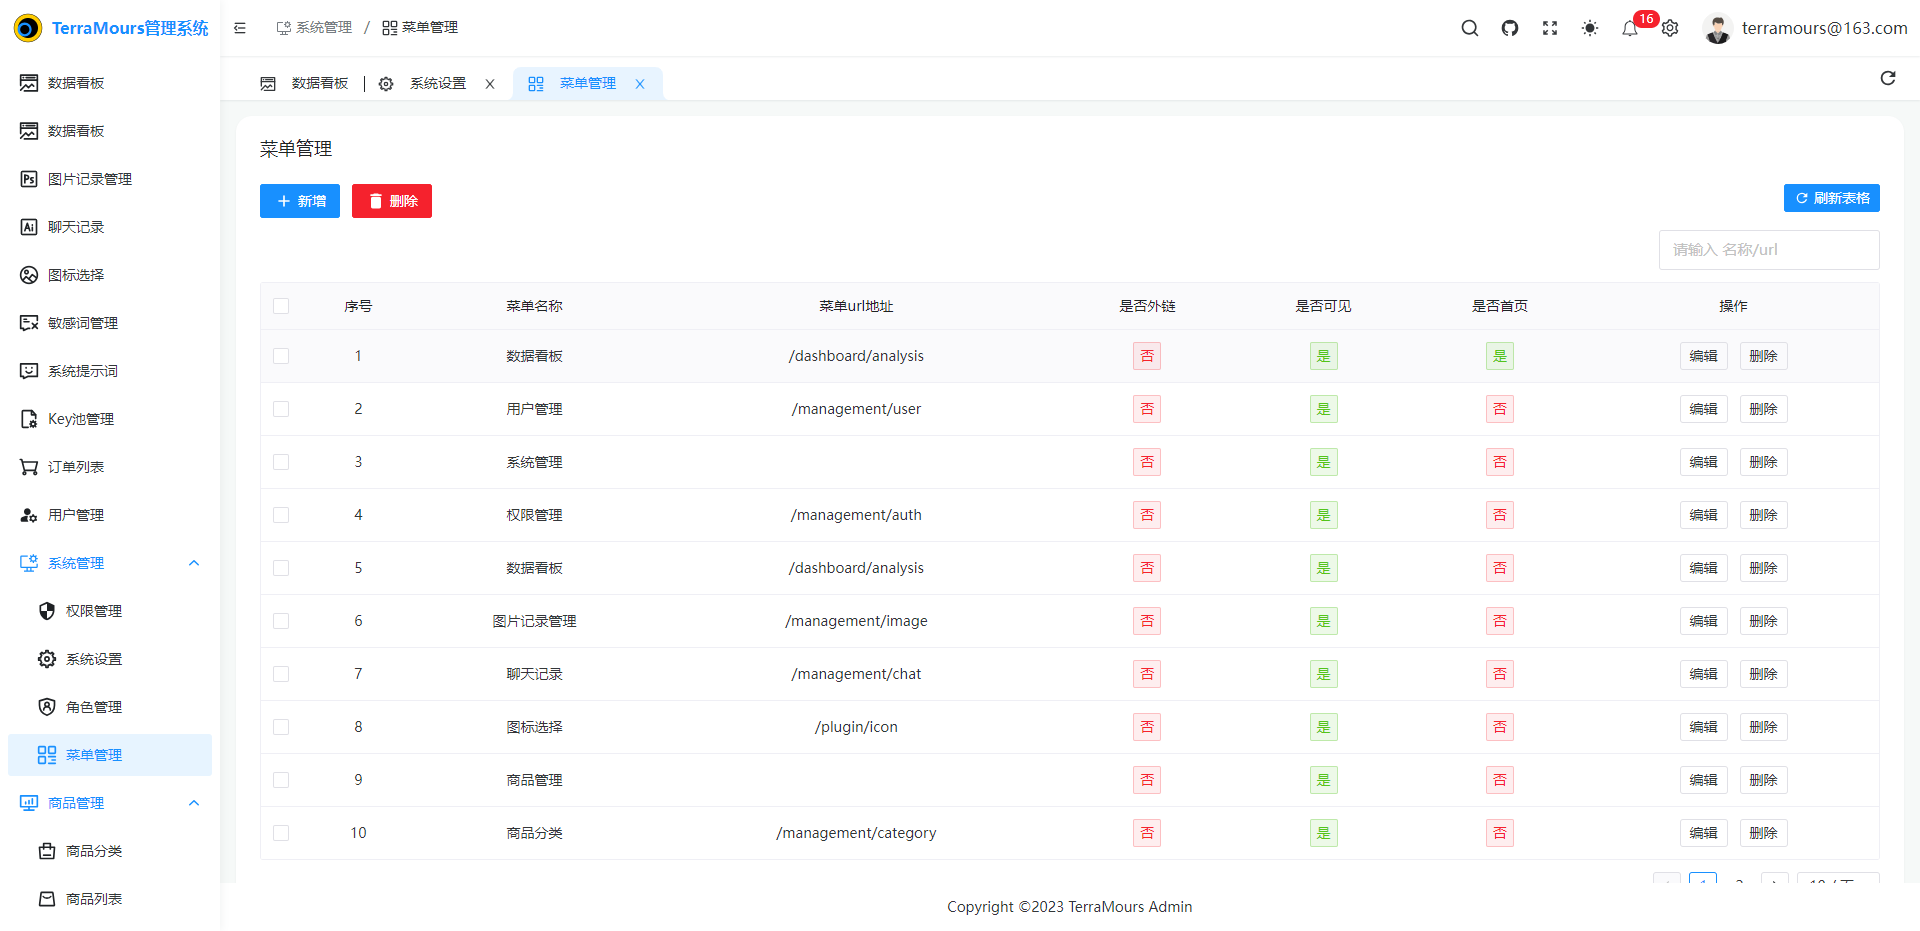 TerraMours管理系统
系统管理 / 菜单管理
16
terramours@163.com
数据看板
系统设置
菜单管理
数据看板
数据看板
图片记录管理
聊天记录
图标选择
敏感词管理
系统提示词
Key池管理
订单列表
用户管理
系统管理
权限管理
系统设置
角色管理
菜单管理
商品管理
商品分类
商品列表
菜单管理
新增
删除
刷新表格
请输入 名称/url
序号 菜单名称 菜单url地址 是否外链 是否可见 是否首页 操作
1 数据看板 /dashboard/analysis 否 是 是 编辑 删除
2 用户管理 /management/user 否 是 否 编辑 删除
3 系统管理 否 是 否 编辑 删除
4 权限管理 /management/auth 否 是 否 编辑 删除
5 数据看板 /dashboard/analysis 否 是 否 编辑 删除
6 图片记录管理 /management/image 否 是 否 编辑 删除
7 聊天记录 /management/chat 否 是 否 编辑 删除
8 图标选择 /plugin/icon 否 是 否 编辑 删除
9 商品管理 否 是 否 编辑 删除
10 商品分类 /management/category 否 是 否 编辑 删除
Copyright ©2023 TerraMours Admin